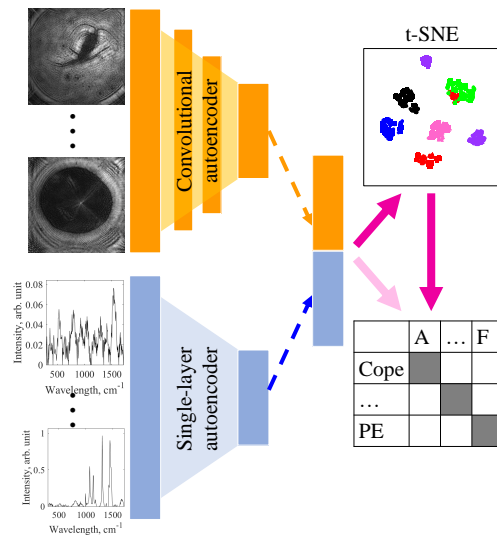 t-SNE
Convolutional
autoencoder
Intensity, arb. unit
0.08
0.06
0.04
0.02
0
500 1000 1500
Wavelength, cm-1
Single-layer
autoencoder
Intensity, arb. unit
1
0.5
0
500 1000 1500
Wavelength, cm-1
A … F
Cope
…
PE